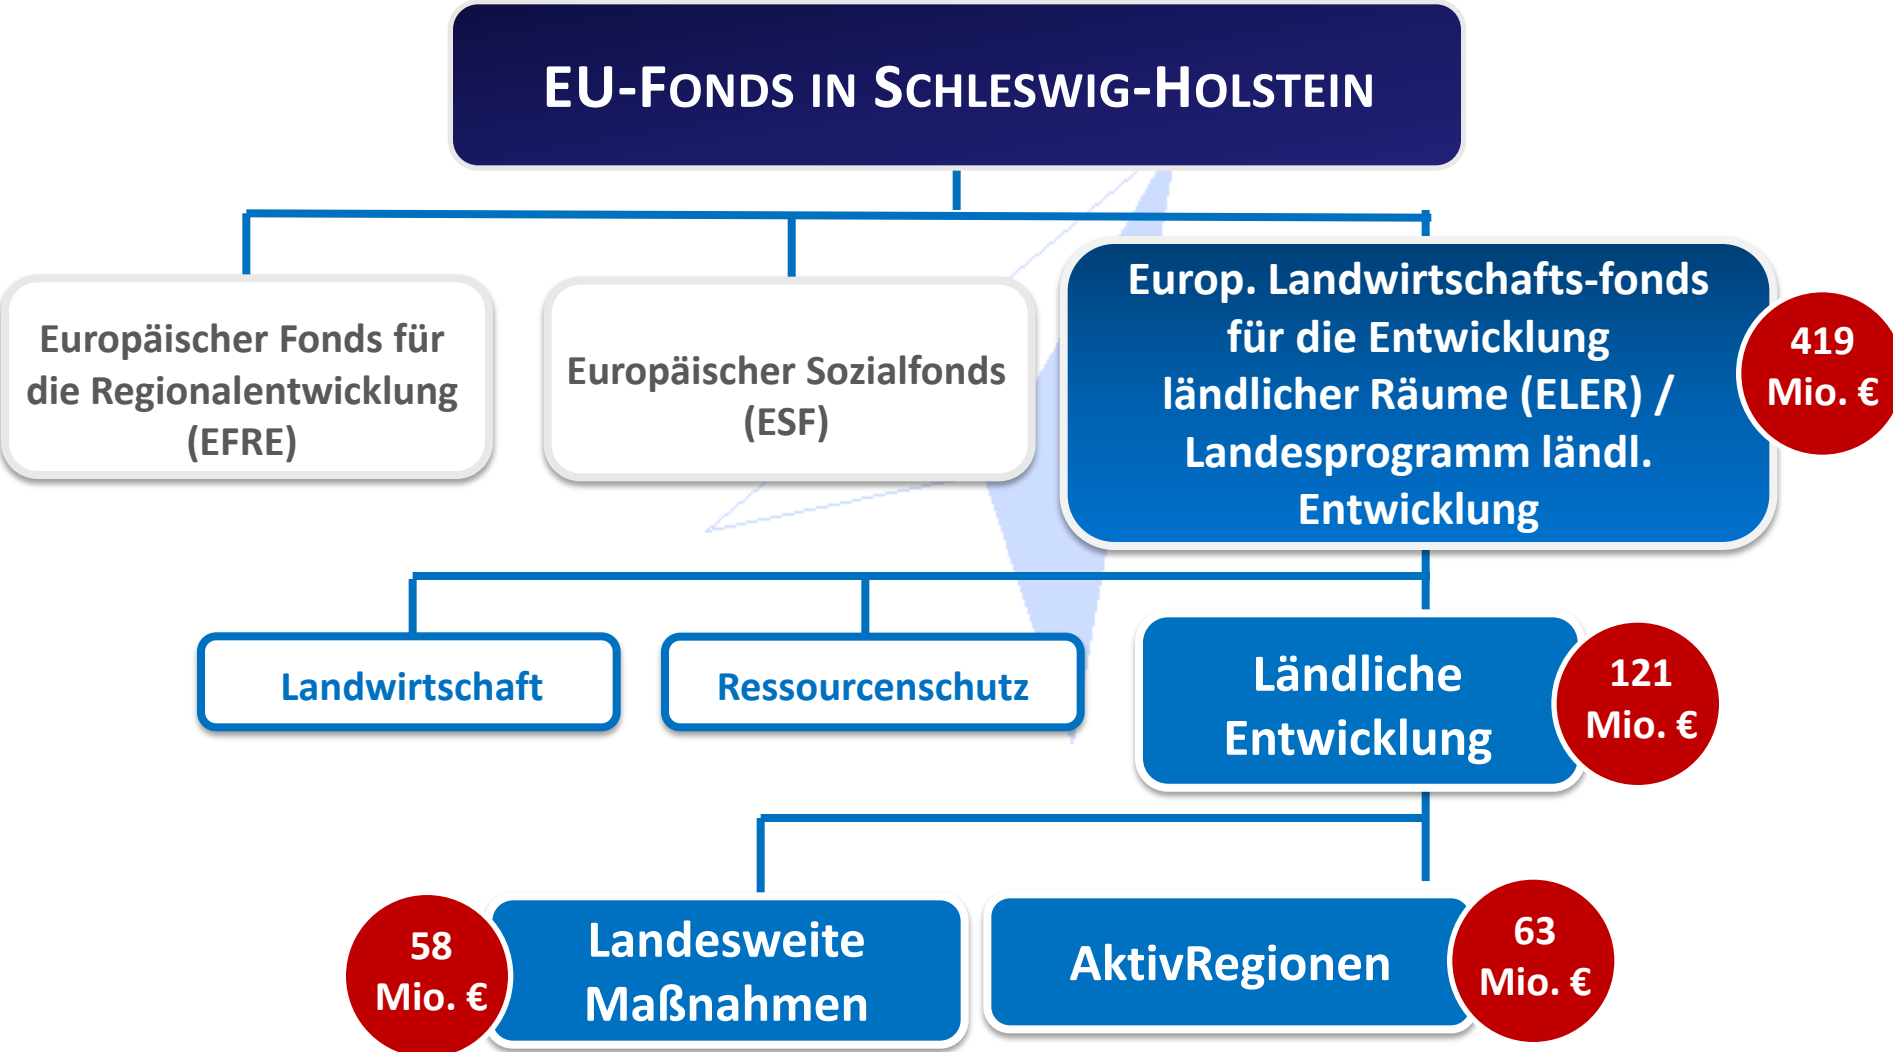 EU-Fonds in Schleswig-Holstein
Europäischer Fonds für
die Regionalentwicklung
(EFRE)
Europäischer Sozialfonds
(ESF)
Europ. Landwirtschafts-fonds
für die Entwicklung
ländlicher Räume (ELER) /
Landesprogramm ländl.
Entwicklung
419
Mio. €
Landwirtschaft
Ressourcenschutz
Ländliche
Entwicklung
121
Mio. €
58
Mio. €
Landesweite
Maßnahmen
AktivRegionen
63
Mio. €